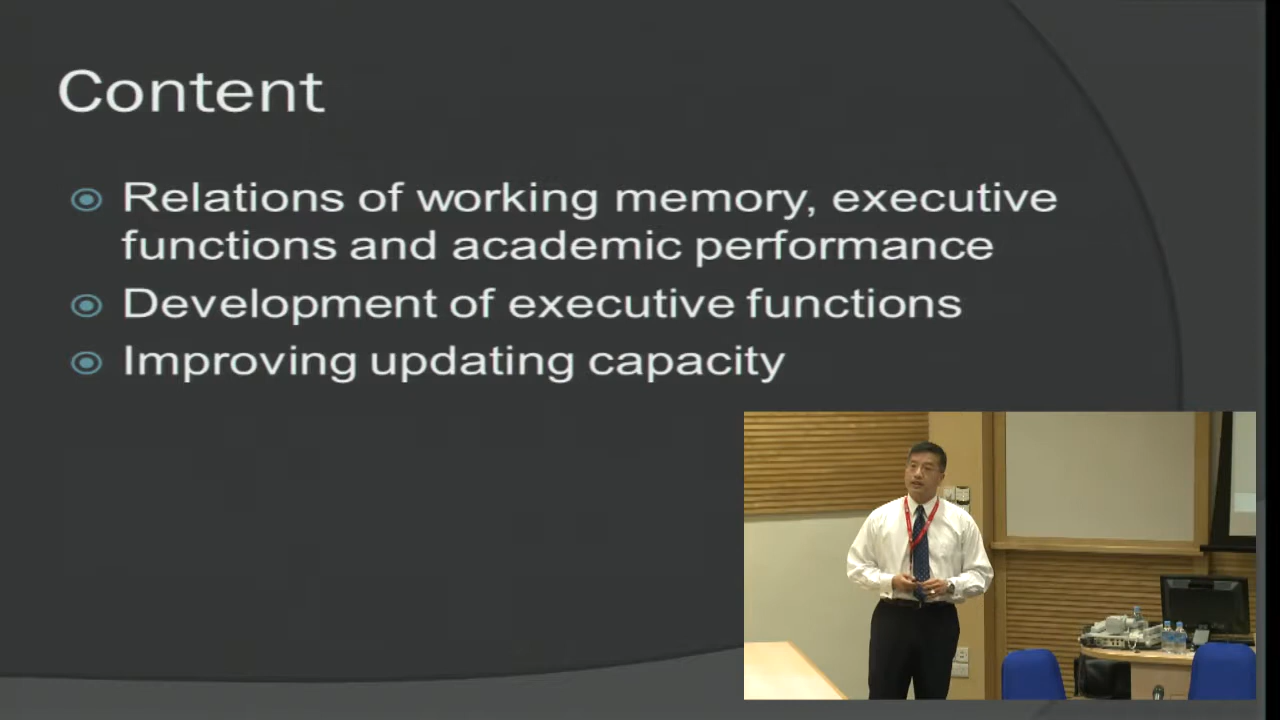 Content
Relations of working memory, executive
functions and academic performance
Development of executive functions
Improving updating capacity